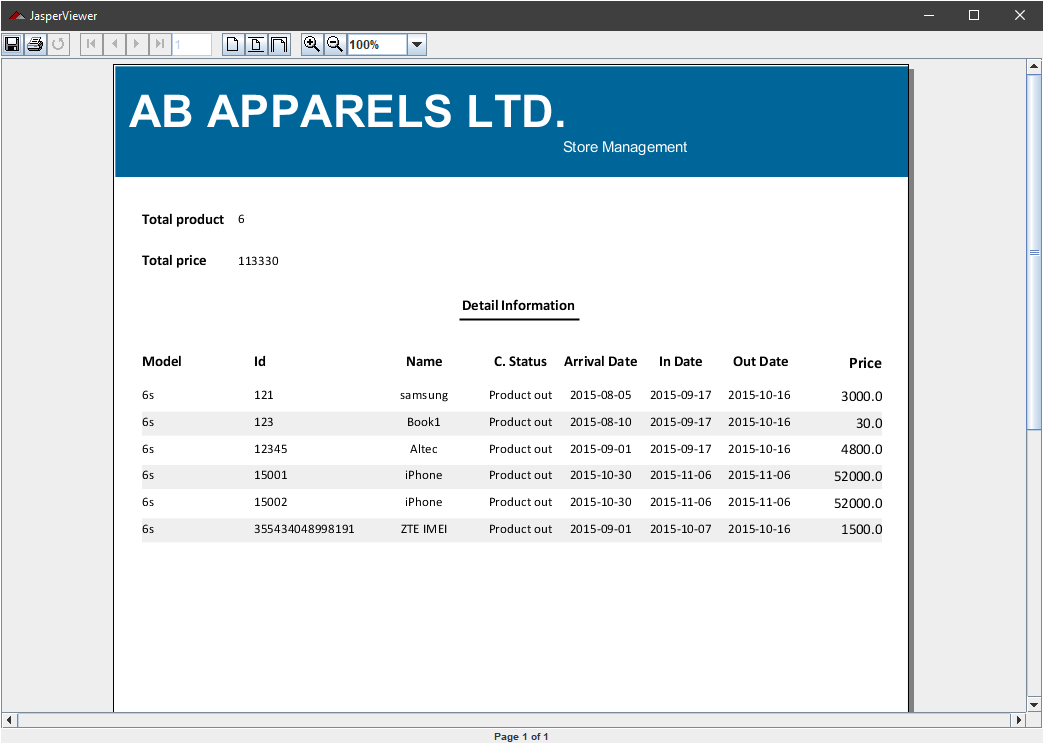 JasperViewer
1 100%
AB APPARELS LTD.
Store Management
Total product 6
Total price 113330
Detail Information
Model Id Name C. Status Arrival Date In Date Out Date Price
6s 121 samsung Product out 2015-08-05 2015-09-17 2015-10-16 3000.0
6s 123 Book1 Product out 2015-08-10 2015-09-17 2015-10-16 30.0
6s 12345 Altec Product out 2015-09-01 2015-09-17 2015-10-16 4800.0
6s 15001 iPhone Product out 2015-10-30 2015-11-06 2015-11-06 52000.0
6s 15002 iPhone Product out 2015-10-30 2015-11-06 2015-11-06 52000.0
6s 355434048998191 ZTE IMEI Product out 2015-09-01 2015-10-07 2015-10-16 1500.0
Page 1 of 1